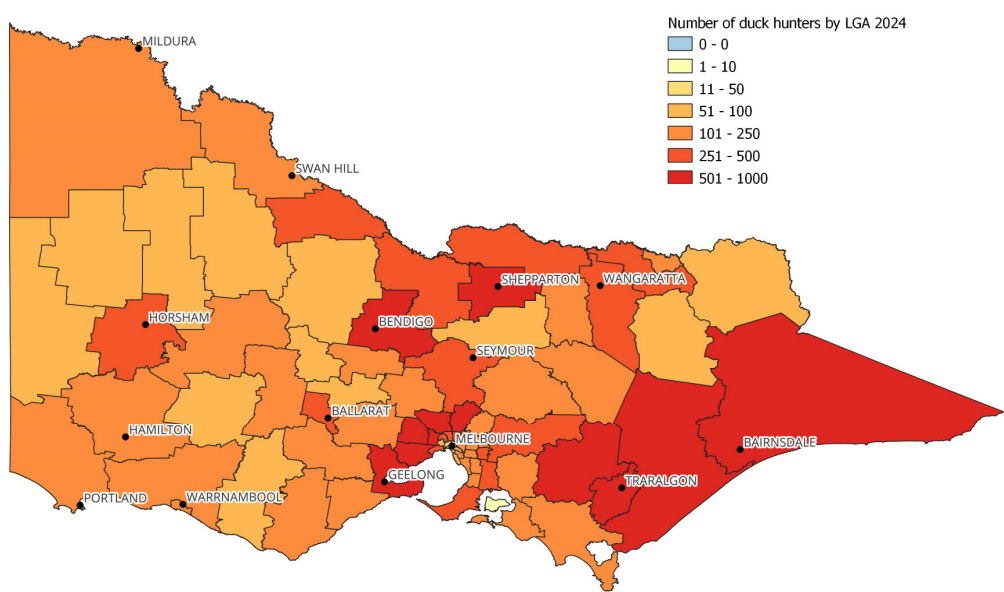 Number of duck hunters by LGA 2024
0 - 0
1 - 10
11 - 50
51 - 100
101 - 250
251 - 500
501 - 1000
MILDURA
SWAN HILL
SHEPPARTON
WANGARATTA
HORSHAM
BENDIGO
SEYMOUR
BALLARAT
HAMILTON
MELBOURNE
BAIRNSDALE
GEELONG
TRARALGON
PORTLAND
WARRNAMBOOL